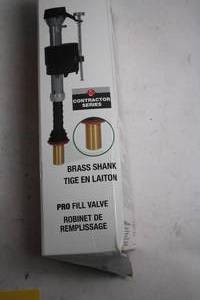 CONTRACTOR
SERIES
BRASS SHANK
TIGE EN LAITON
PRO FILL VALVE
ROBINET DE
REMPLISSAGE